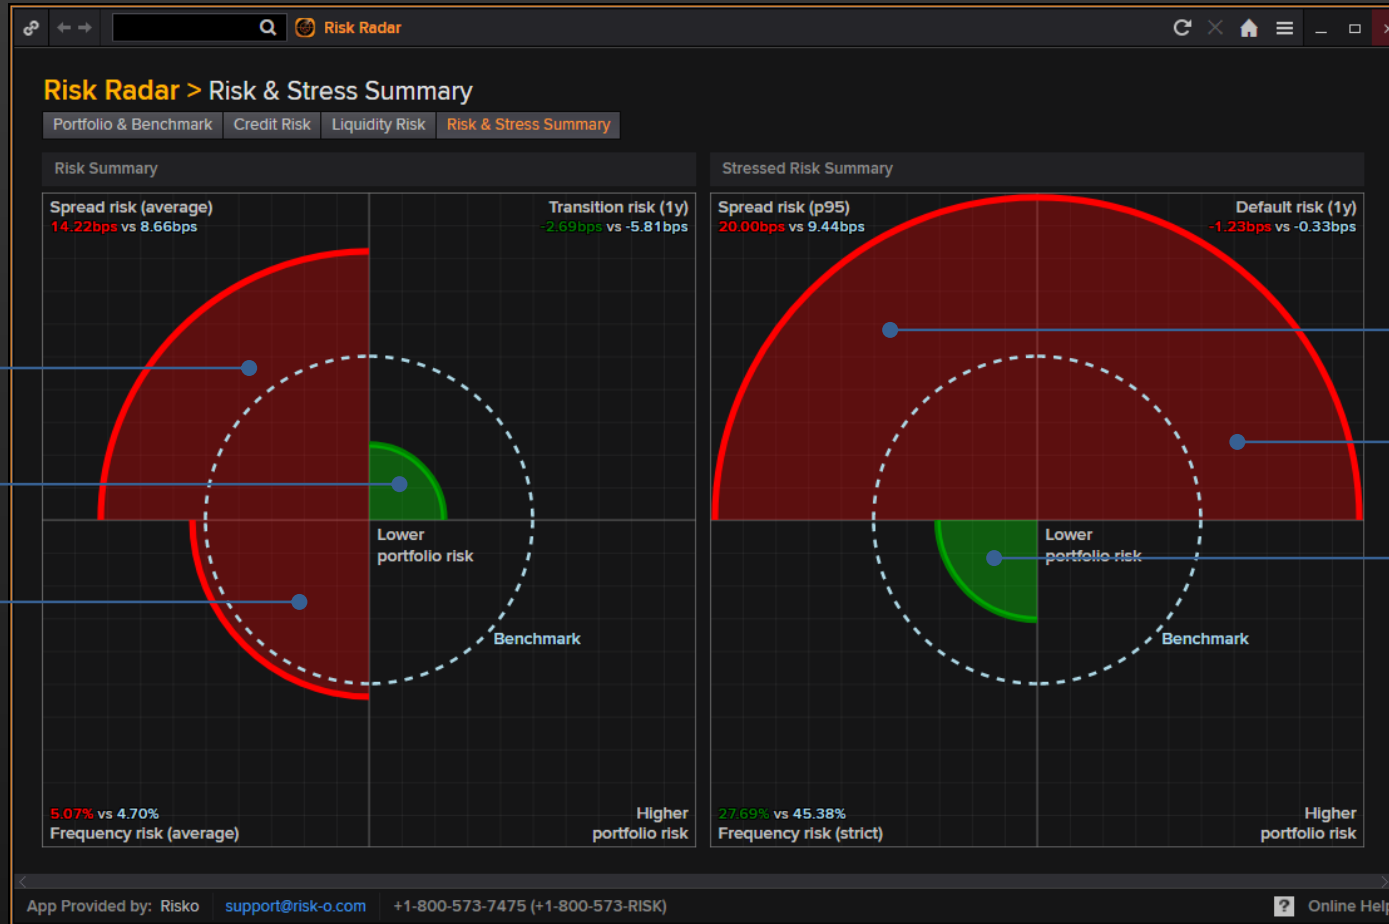 Risk Radar
Risk Radar > Risk & Stress Summary
Portfolio & Benchmark Credit Risk Liquidity Risk Risk & Stress Summary
Risk Summary
Spread risk (average)
14.22bps vs 8.66bps
Transition risk (1y)
-2.69bps vs -5.81bps
Lower
portfolio risk
Benchmark
5.07% vs 4.70%
Frequency risk (average)
Higher
portfolio risk
Stressed Risk Summary
Spread risk (p95)
20.00bps vs 9.44bps
Default risk (1y)
-1.23bps vs -0.33bps
Lower
portfolio risk
Benchmark
27.69% vs 45.38%
Frequency risk (strict)
Higher
portfolio risk
App Provided by: Risko support@risk-o.com +1-800-573-7475 (+1-800-573-RISK) ? Online Help